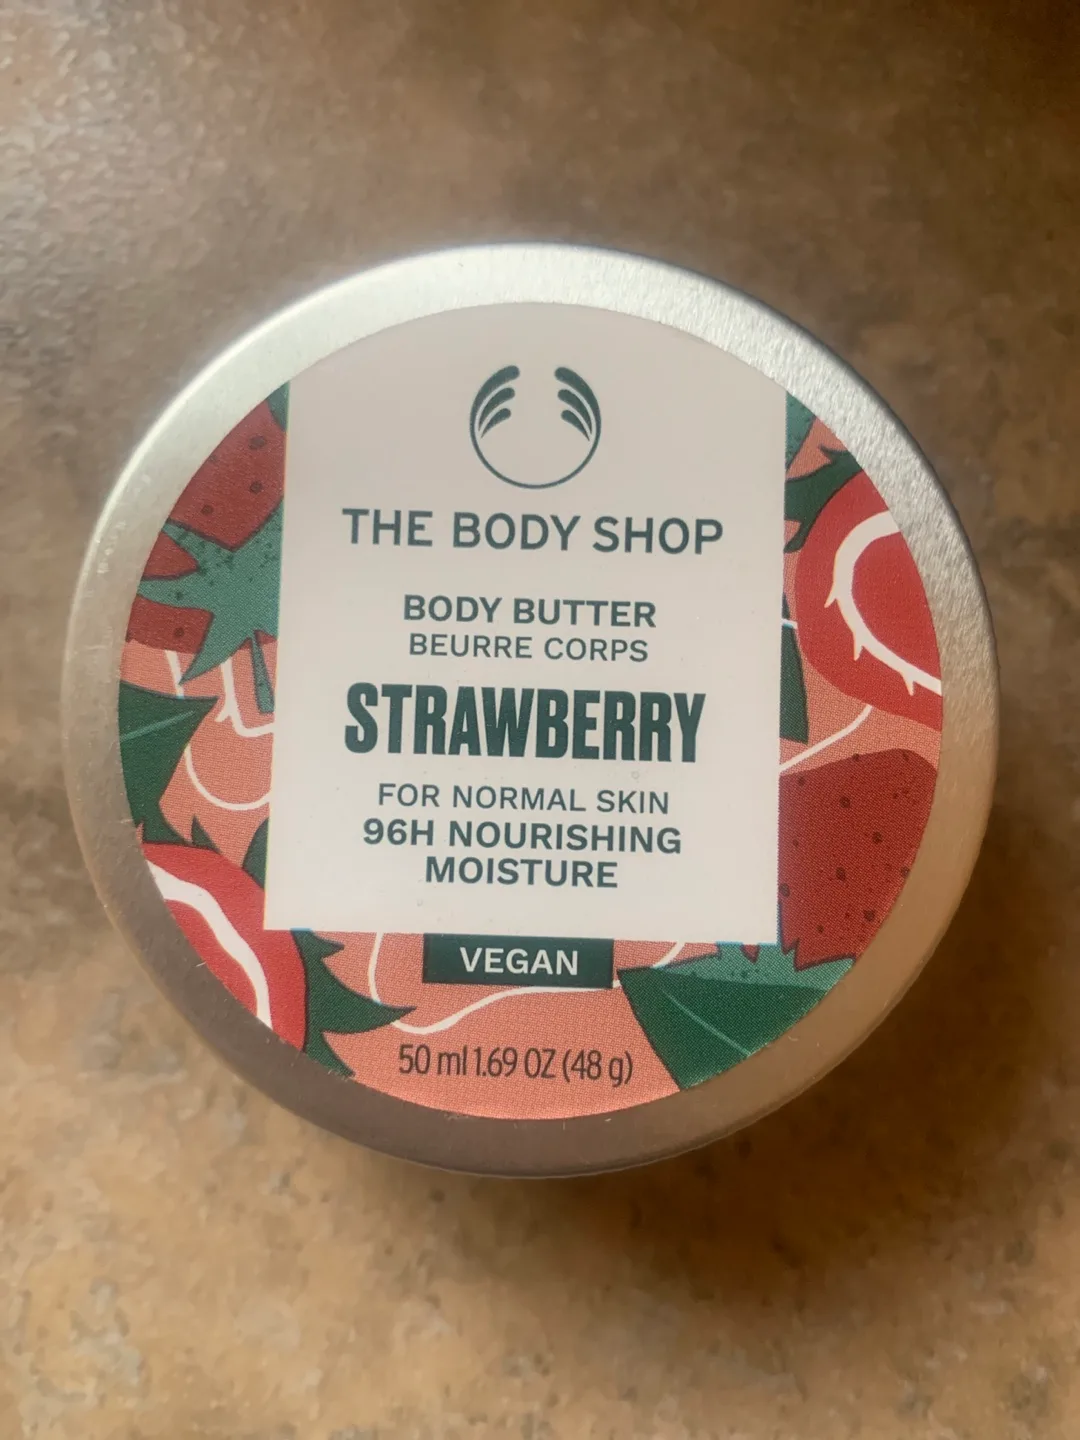 THE BODY SHOP
BODY BUTTER
BEURRE CORPS
STRAWBERRY
FOR NORMAL SKIN
96H NOURISHING
MOISTURE
VEGAN
50 ml 1.69 OZ (48 g)